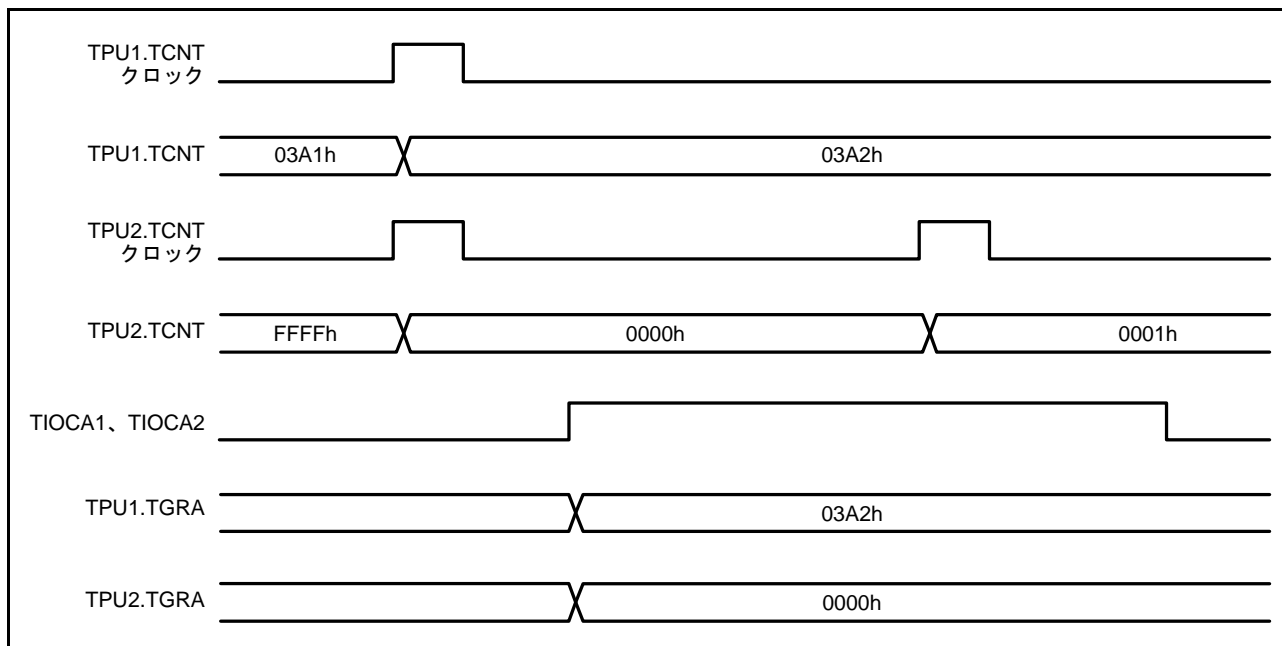 TPU1.TCNT
クロック
TPU1.TCNT
03A1h
03A2h
TPU2.TCNT
クロック
TPU2.TCNT
FFFFh
0000h
0001h
TIOCA1、TIOCA2
TPU1.TGRA
03A2h
TPU2.TGRA
0000h